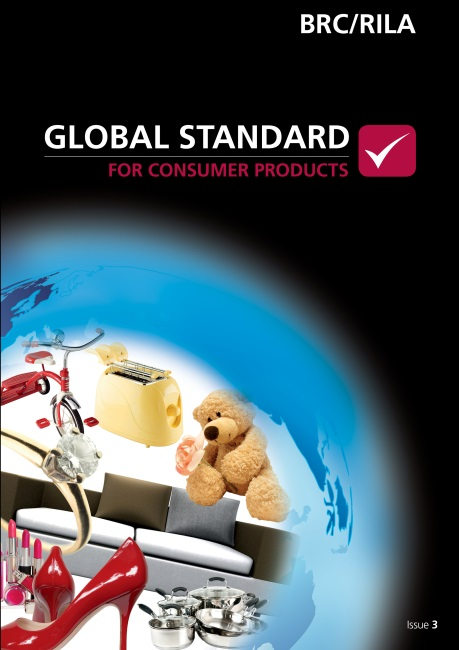 BRC/RILA
GLOBAL STANDARD
FOR CONSUMER PRODUCTS
Issue 3